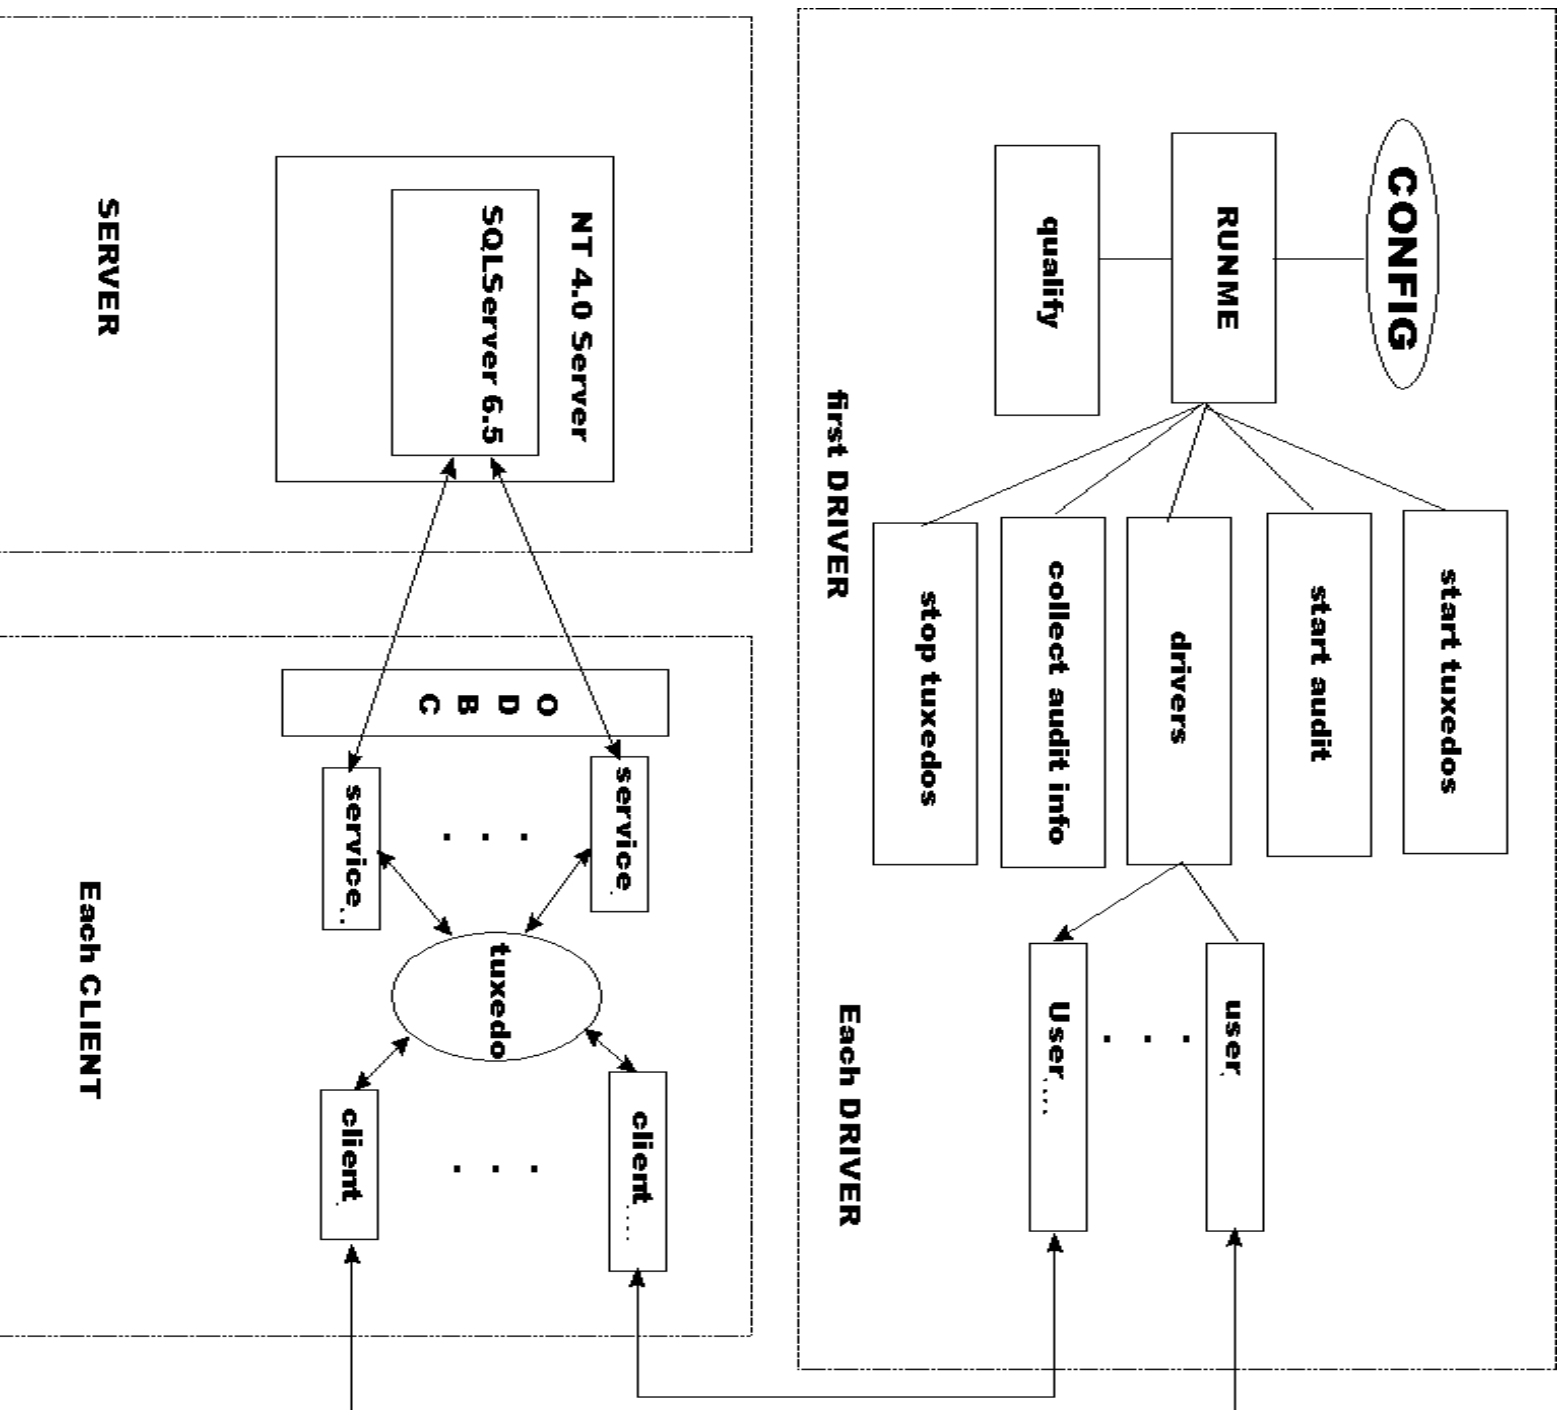 CONFIG
RUNME
qualify
start tuxedos
start audit
drivers
collect audit info
stop tuxedos
first DRIVER
user
. . .
User....
Each DRIVER
NT 4.0 Server
SQLServer 6.5
SERVER
O D B C
service
. . .
service..
tuxedo
client.....
. . .
client
Each CLIENT